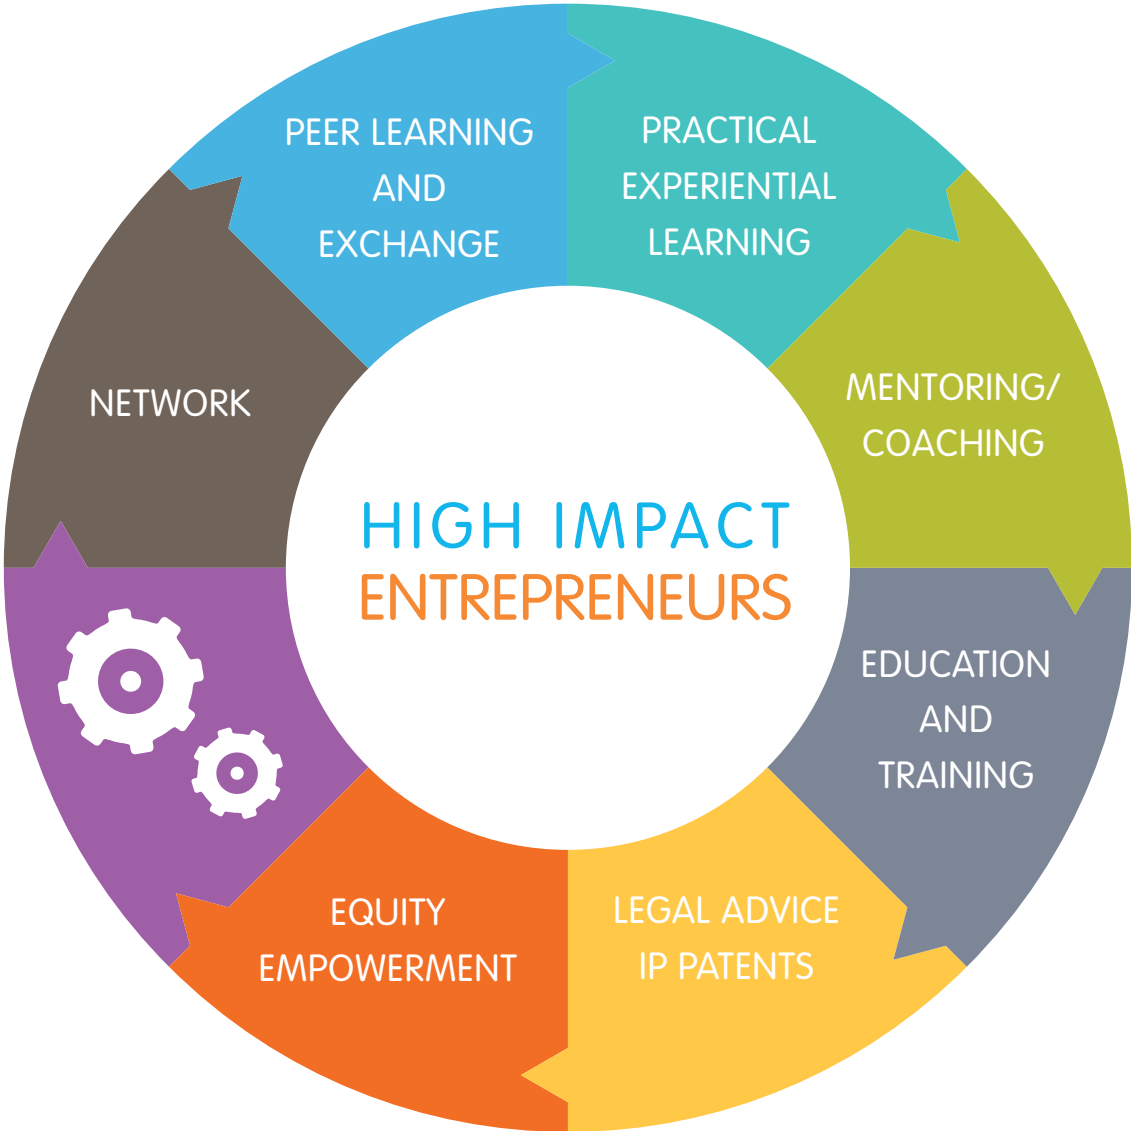 PEER LEARNING
AND
EXCHANGE
PRACTICAL
EXPERIENTIAL
LEARNING
MENTORING/
COACHING
EDUCATION
AND
TRAINING
LEGAL ADVICE
IP PATENTS
EQUITY
EMPOWERMENT
NETWORK
HIGH IMPACT
ENTREPRENEURS